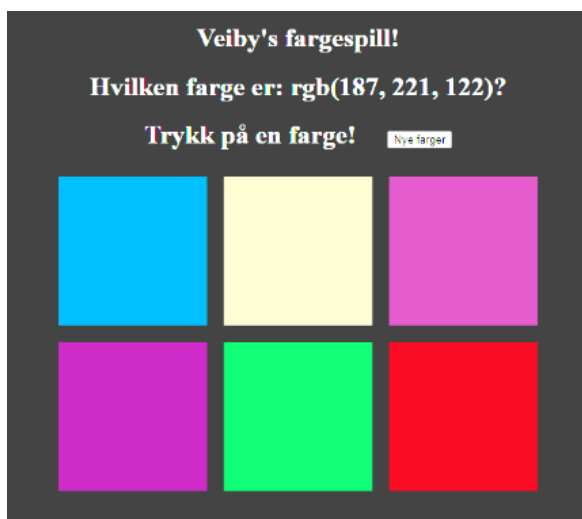 Veiby's fargespill!
Hvilken farge er: rgb(187, 221, 122)?
Trykk på en farge! Nye farger